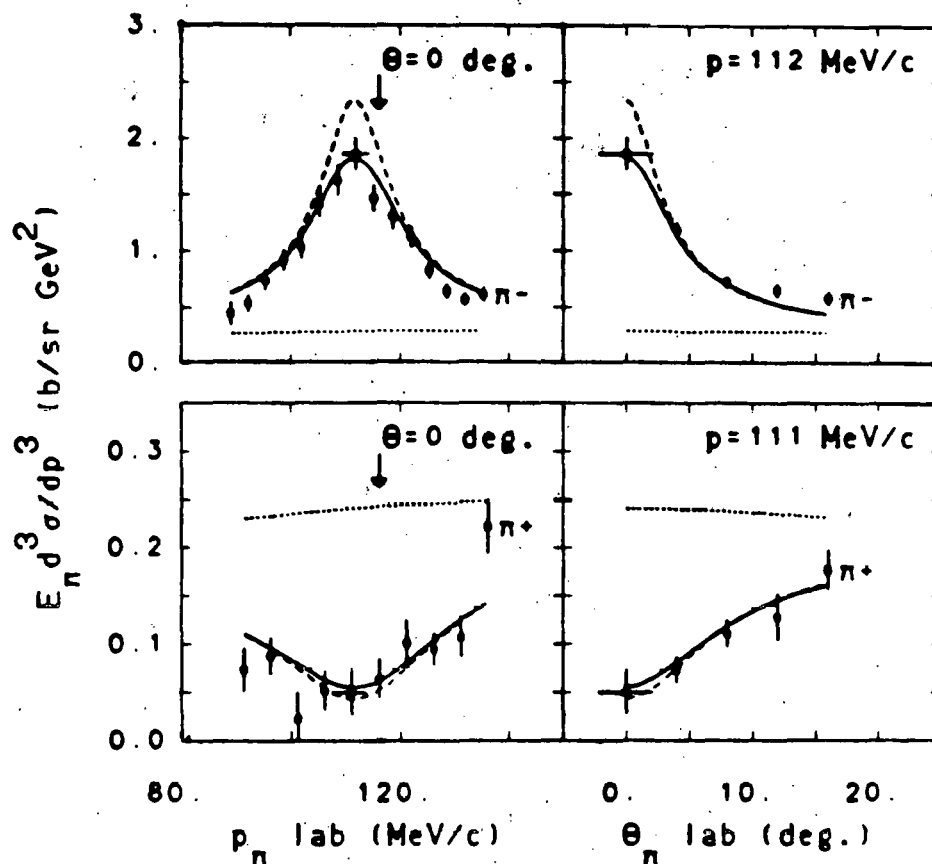 3.
2.
1.
0.
Θ=0 deg.
π-
p=112 MeV/c
π-
E_π d³σ/dp³ (b/sr GeV²)
0.3
0.2
0.1
0.0
Θ=0 deg.
π+
p=111 MeV/c
π+
80. 120.
0. 10. 20.
p_π lab (MeV/c)
Θ_π lab (deg.)